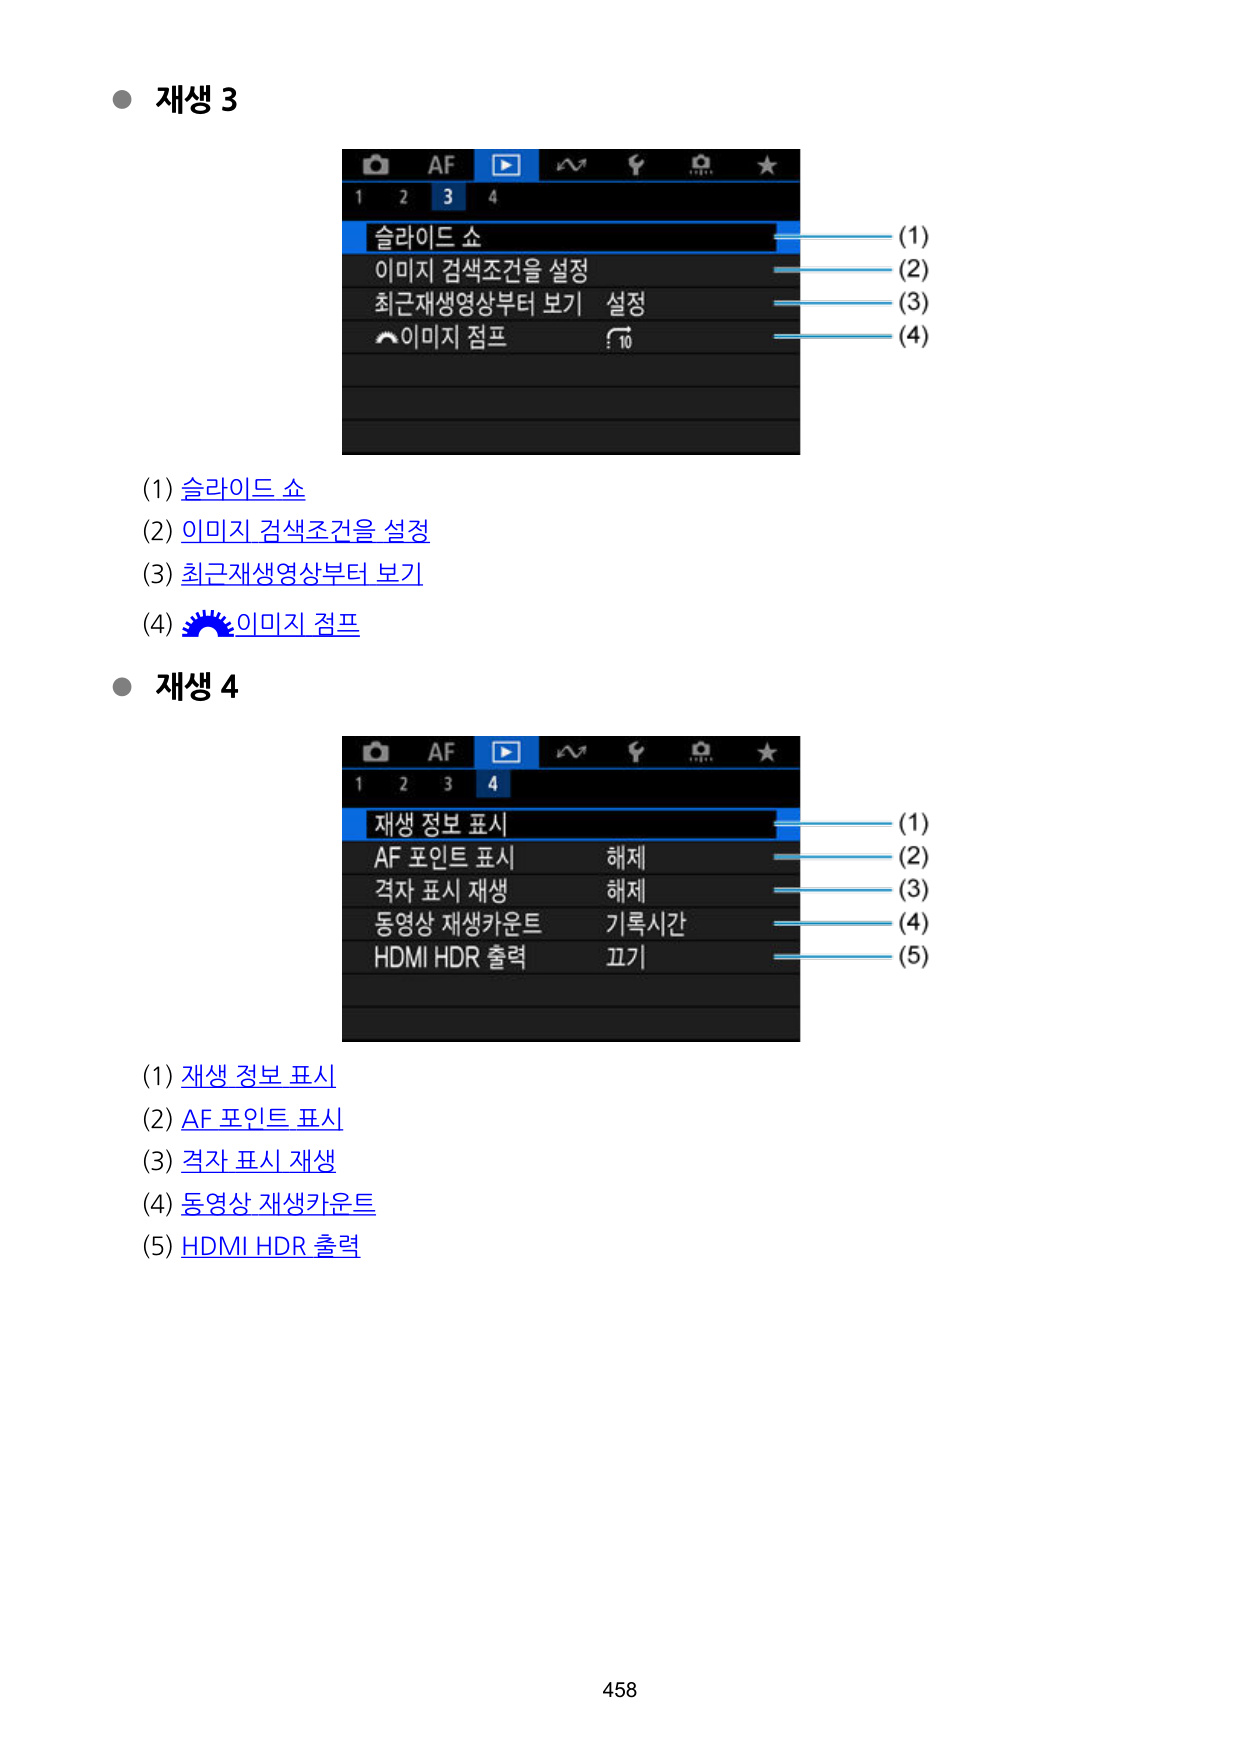 재생 3
AF
1 2 3 4
슬라이드 쇼 (1)
이미지 검색조건을 설정 (2)
최근재생영상부터 보기 설정 (3)
이미지 점프 10 (4)
(1) 슬라이드 쇼
(2) 이미지 검색조건을 설정
(3) 최근재생영상부터 보기
(4) 이미지 점프
재생 4
AF
1 2 3 4
재생 정보 표시 (1)
AF 포인트 표시 해제 (2)
격자 표시 재생 해제 (3)
동영상 재생카운트 기록시간 (4)
HDMI HDR 출력 끄기 (5)
(1) 재생 정보 표시
(2) AF 포인트 표시
(3) 격자 표시 재생
(4) 동영상 재생카운트
(5) HDMI HDR 출력
458